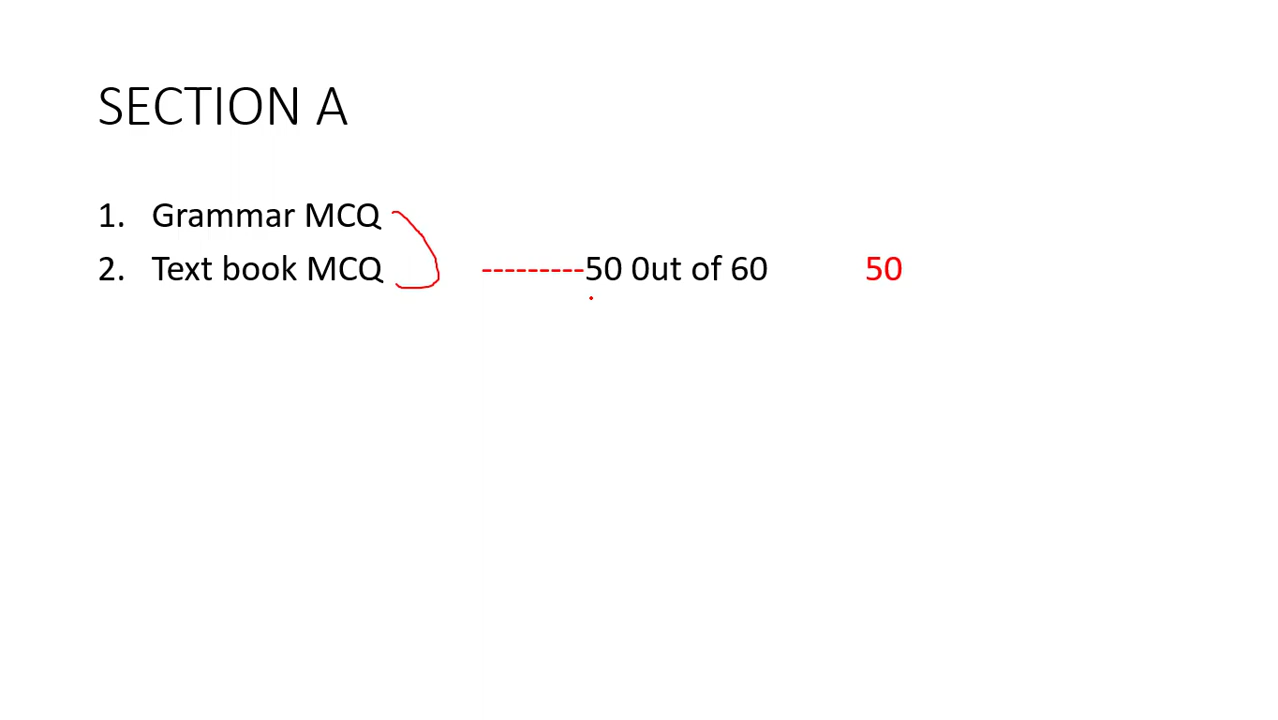 SECTION A
1. Grammar MCQ
2. Text book MCQ ---------50 0ut of 60 50